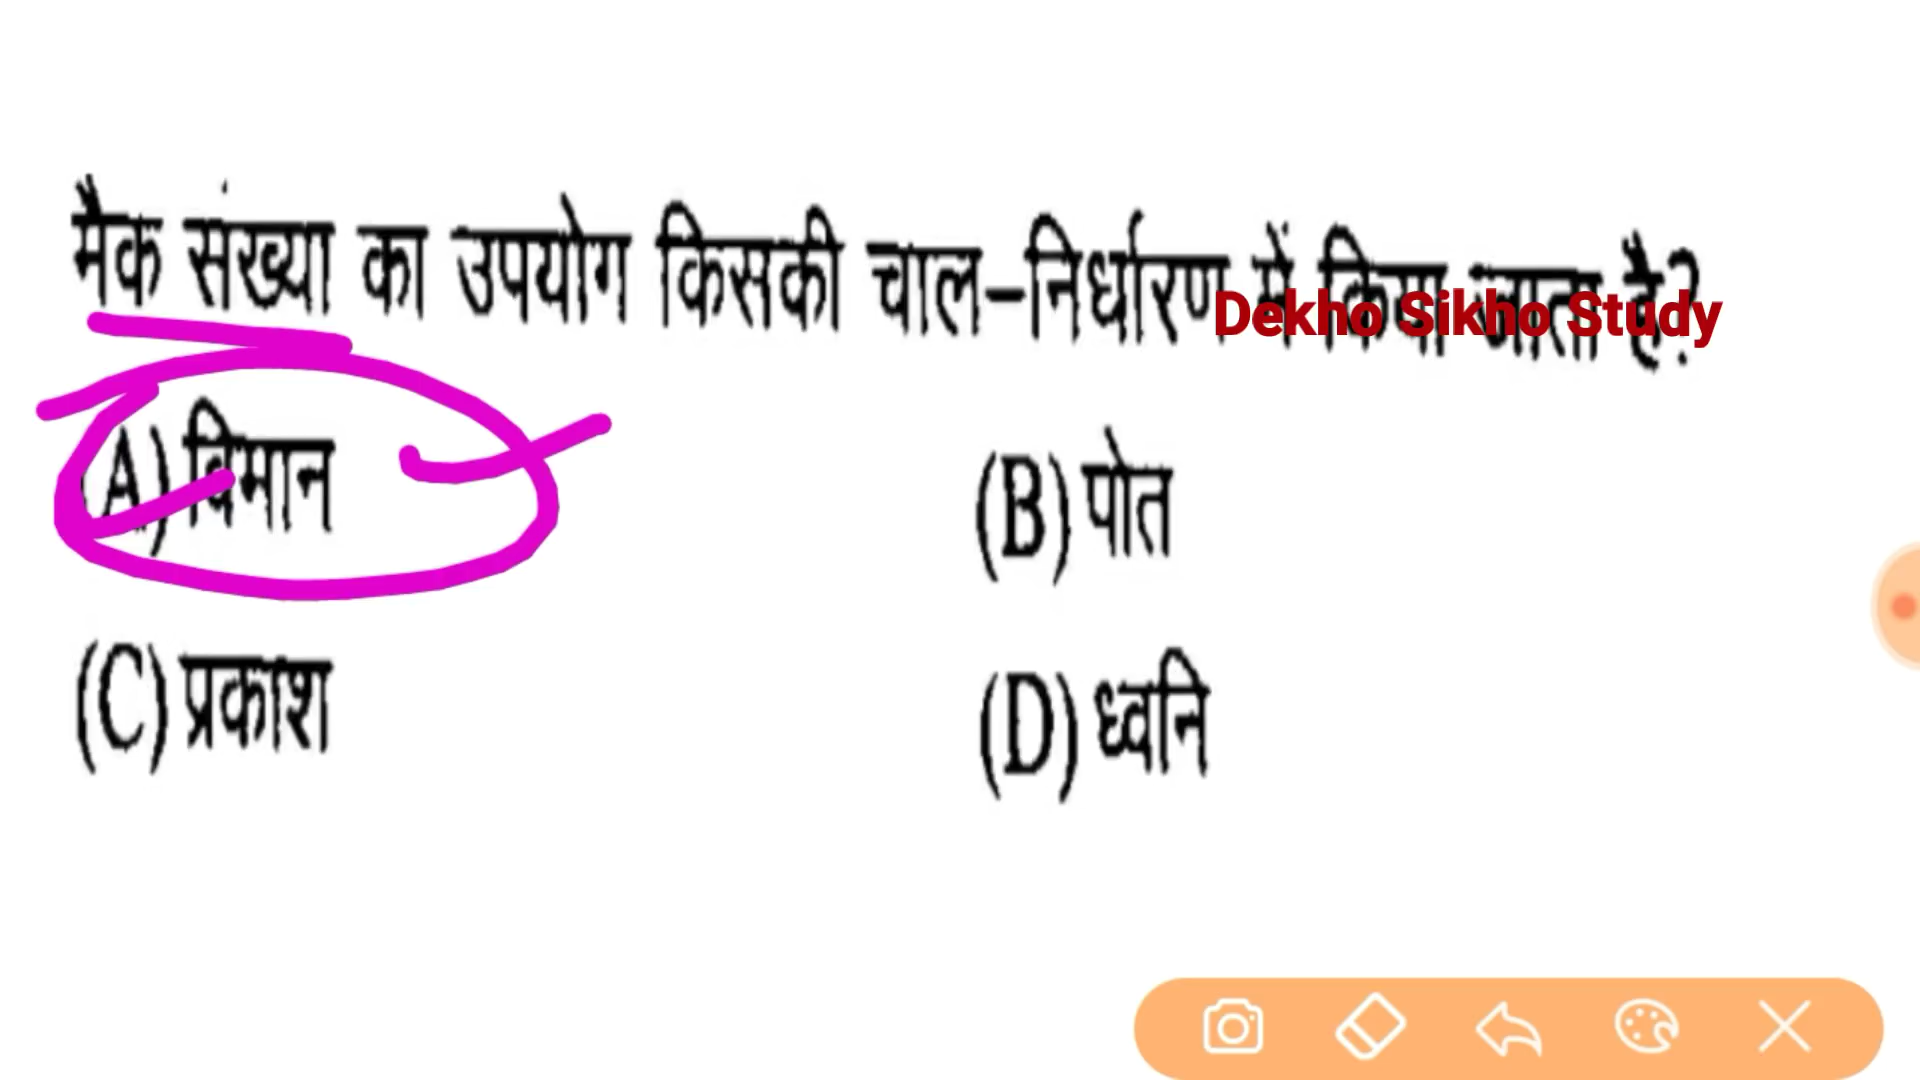 मैक संख्या का उपयोग किसकी चाल–निर्धारण में किया जाता है?
Dekho Sikho Study
(A) विमान
(B) पोत
(C) प्रकाश
(D) ध्वनि